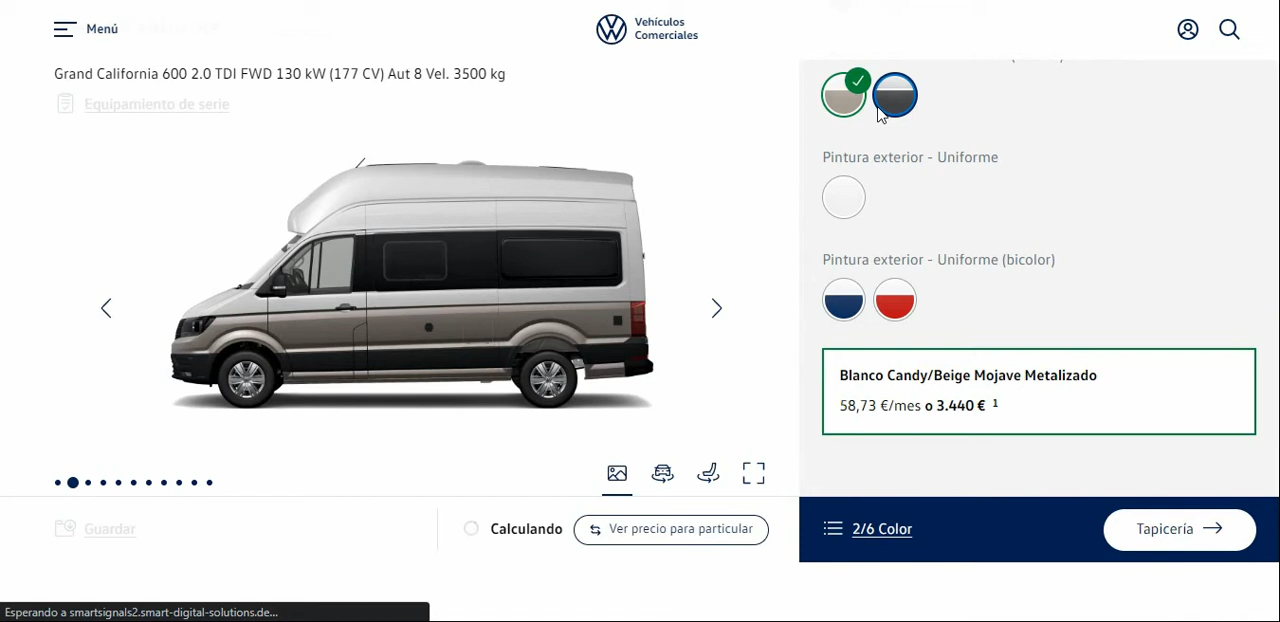 Menú
Vehículos
Comerciales
Grand California 600 2.0 TDI FWD 130 kW (177 CV) Aut 8 Vel. 3500 kg
Equipamiento de serie
Pintura exterior - Uniforme
Pintura exterior - Uniforme (bicolor)
Blanco Candy/Beige Mojave Metalizado
58,73 €/mes o 3.440 € 1
Guardar
Calculando
Ver precio para particular
2/6 Color
Tapicería
Esperando a smartsignals2.smart-digital-solutions.de...